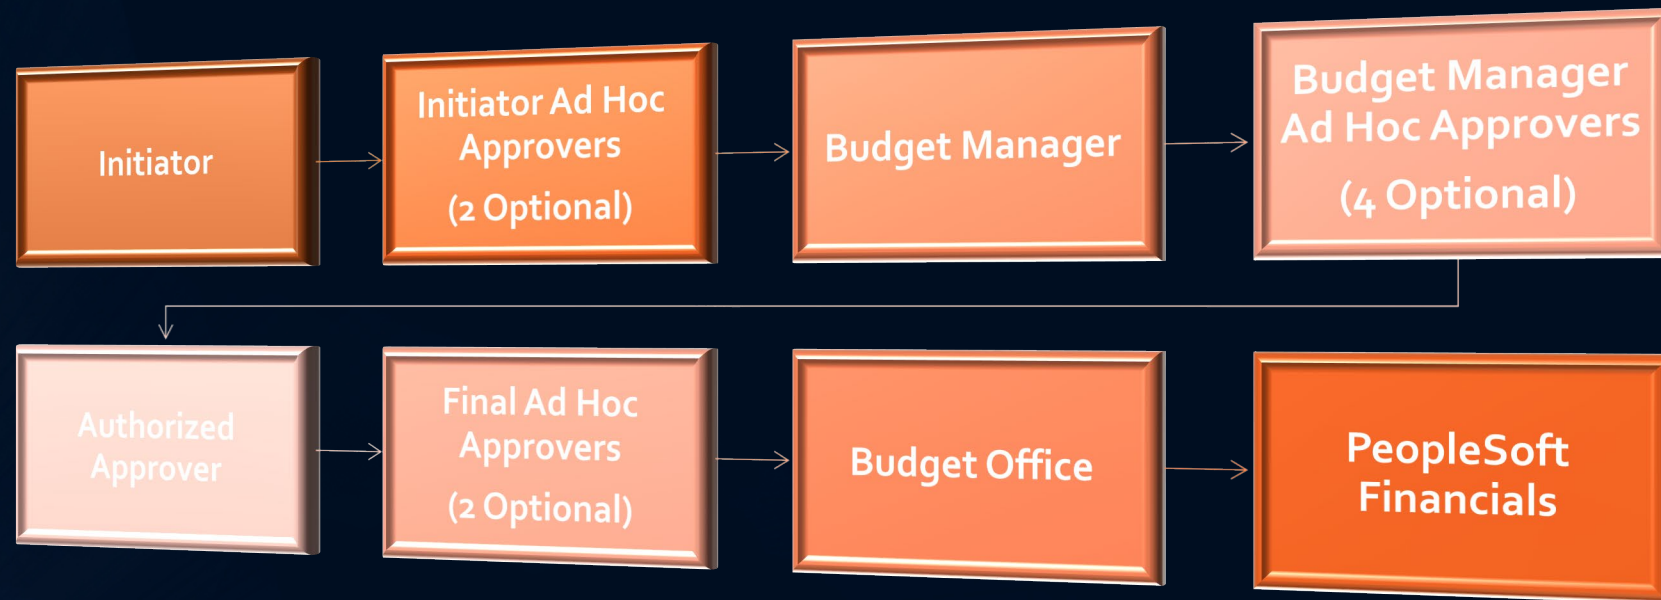 Initiator
Initiator Ad Hoc
Approvers
(2 Optional)
Budget Manager
Budget Manager
Ad Hoc Approvers
(4 Optional)
Authorized
Approver
Final Ad Hoc
Approvers
(2 Optional)
Budget Office
PeopleSoft
Financials